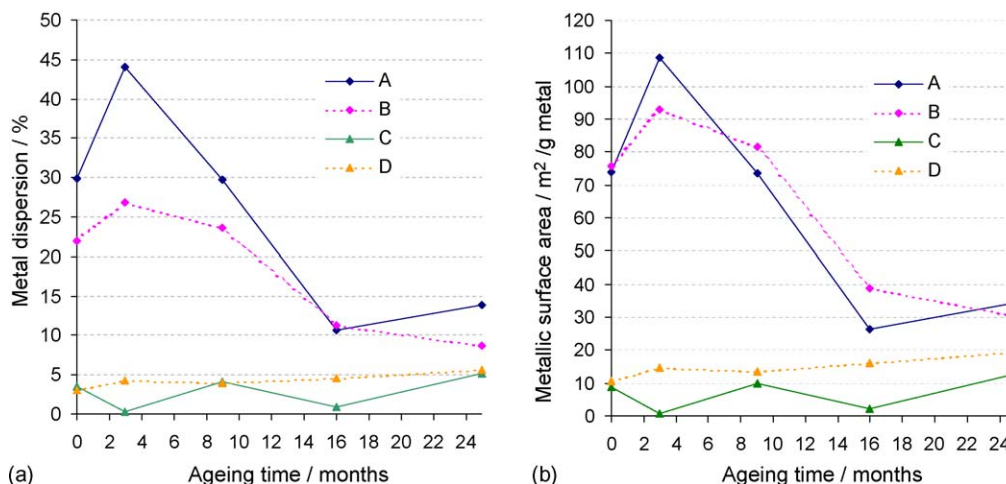 50
45
40
35
30
25
20
15
10
5
0
Metal dispersion / %
A
B
C
D
0 2 4 6 8 10 12 14 16 18 20 22 24
(a) Ageing time / months
120
110
100
90
80
70
60
50
40
30
20
10
0
Metallic surface area / m² /g metal
A
B
C
D
0 2 4 6 8 10 12 14 16 18 20 22 24
(b) Ageing time / months